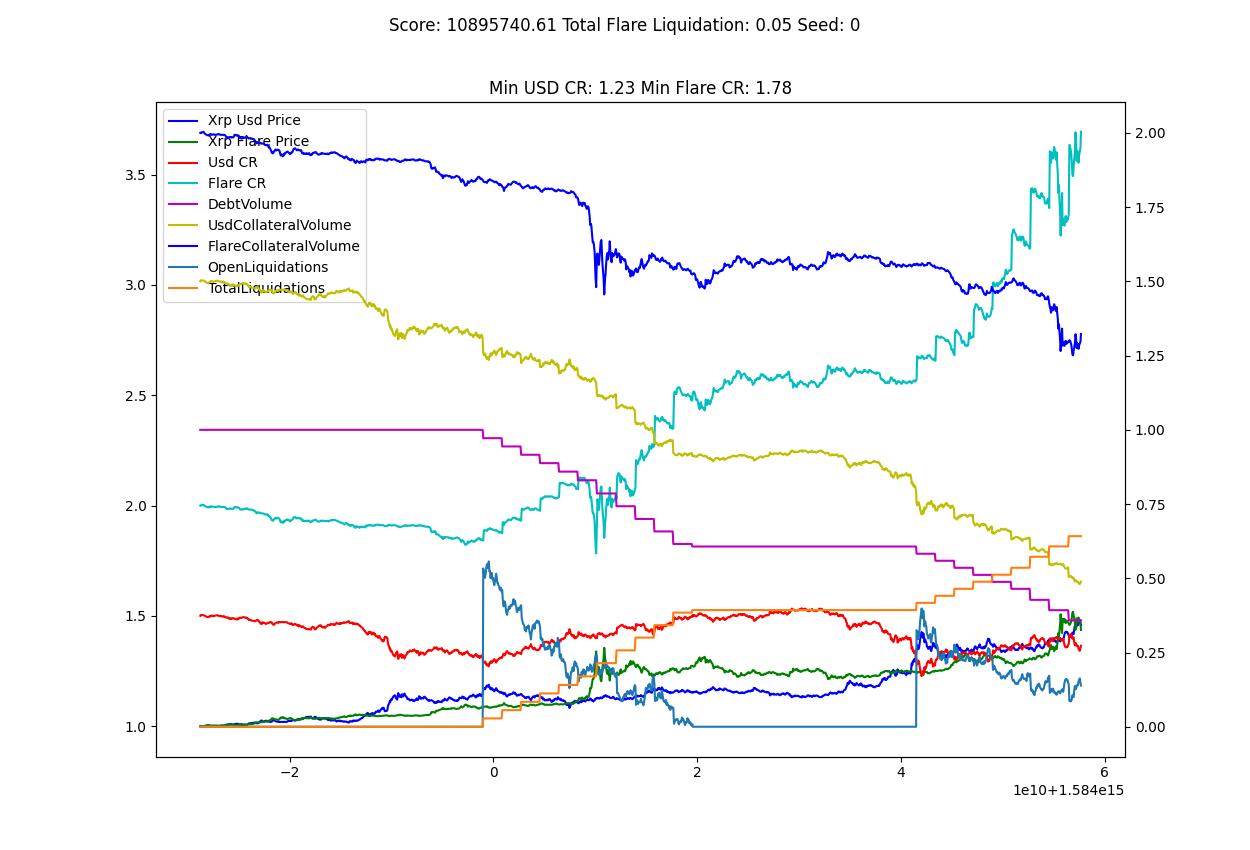 Score: 10895740.61 Total Flare Liquidation: 0.05 Seed: 0
Min USD CR: 1.23 Min Flare CR: 1.78
Xrp Usd Price
Xrp Flare Price
Usd CR
Flare CR
DebtVolume
UsdCollateralVolume
FlareCollateralVolume
OpenLiquidations
TotalLiquidations
3.5
3.0
2.5
2.0
1.5
1.0
2.00
1.75
1.50
1.25
1.00
0.75
0.50
0.25
0.00
−2 0 2 4 6
1e10+1.584e15